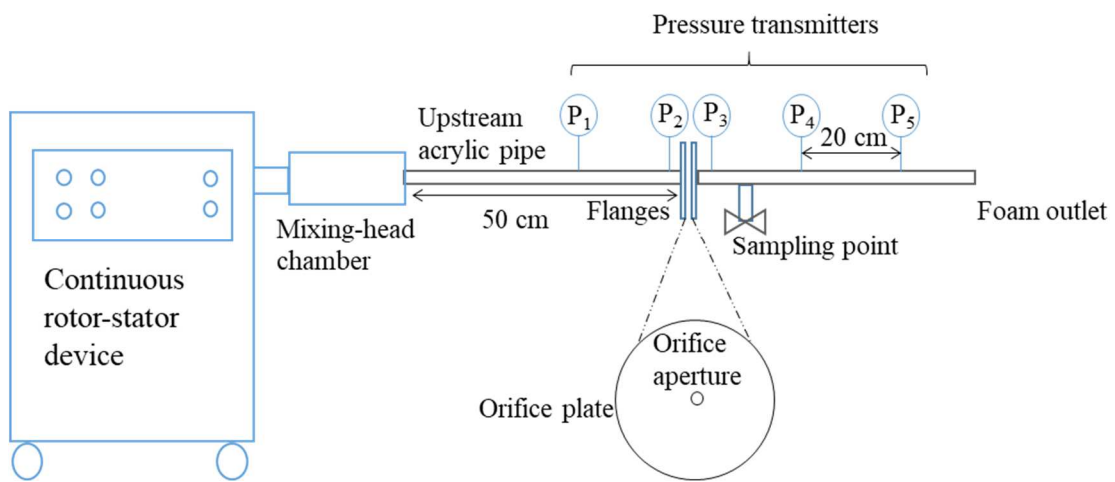 Pressure transmitters
P1
P2
P3
P4
P5
Upstream
acrylic pipe
20 cm
50 cm
Flanges
Foam outlet
Mixing-head
chamber
Sampling point
Continuous
rotor-stator
device
Orifice
aperture
Orifice plate